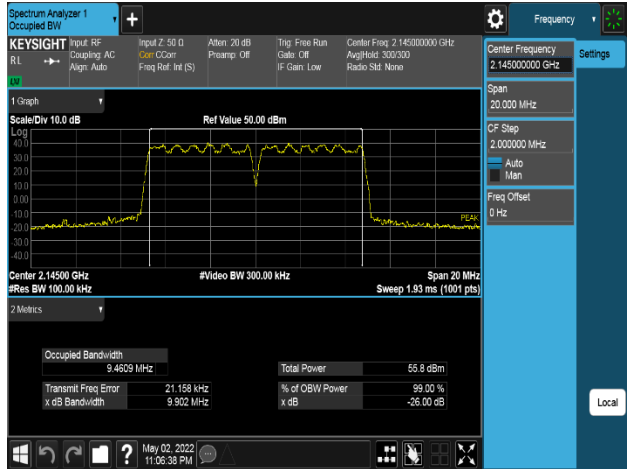 Spectrum Analyzer 1
Occupied BW
+
Frequency
KEYSIGHT
RL
Input: RF
Coupling: AC
Align: Auto
Input Z: 50 Ω
Corr CCorr
Freq Ref: Int (S)
Atten: 20 dB
Preamp: Off
Trig: Free Run
Gate: Off
IF Gain: Low
Center Freq: 2.145000000 GHz
Avg|Hold: 300/300
Radio Std: None
Center Frequency
2.145000000 GHz
Settings
Span
20.000 MHz
CF Step
2.000000 MHz
Auto
Man
Freq Offset
0 Hz
1 Graph
Scale/Div 10.0 dB
Ref Value 50.00 dBm
Log
40.0
30.0
20.0
10.0
0.00
-10.0
-20.0
-30.0
-40.0
PEAK
Center 2.14500 GHz
#Video BW 300.00 kHz
Span 20 MHz
#Res BW 100.00 kHz
Sweep 1.93 ms (1001 pts)
2 Metrics
Occupied Bandwidth
9.4609 MHz
Total Power 55.8 dBm
Transmit Freq Error 21.158 kHz
% of OBW Power 99.00 %
x dB Bandwidth 9.902 MHz
x dB -26.00 dB
Local
?
May 02, 2022
11:06:38 PM